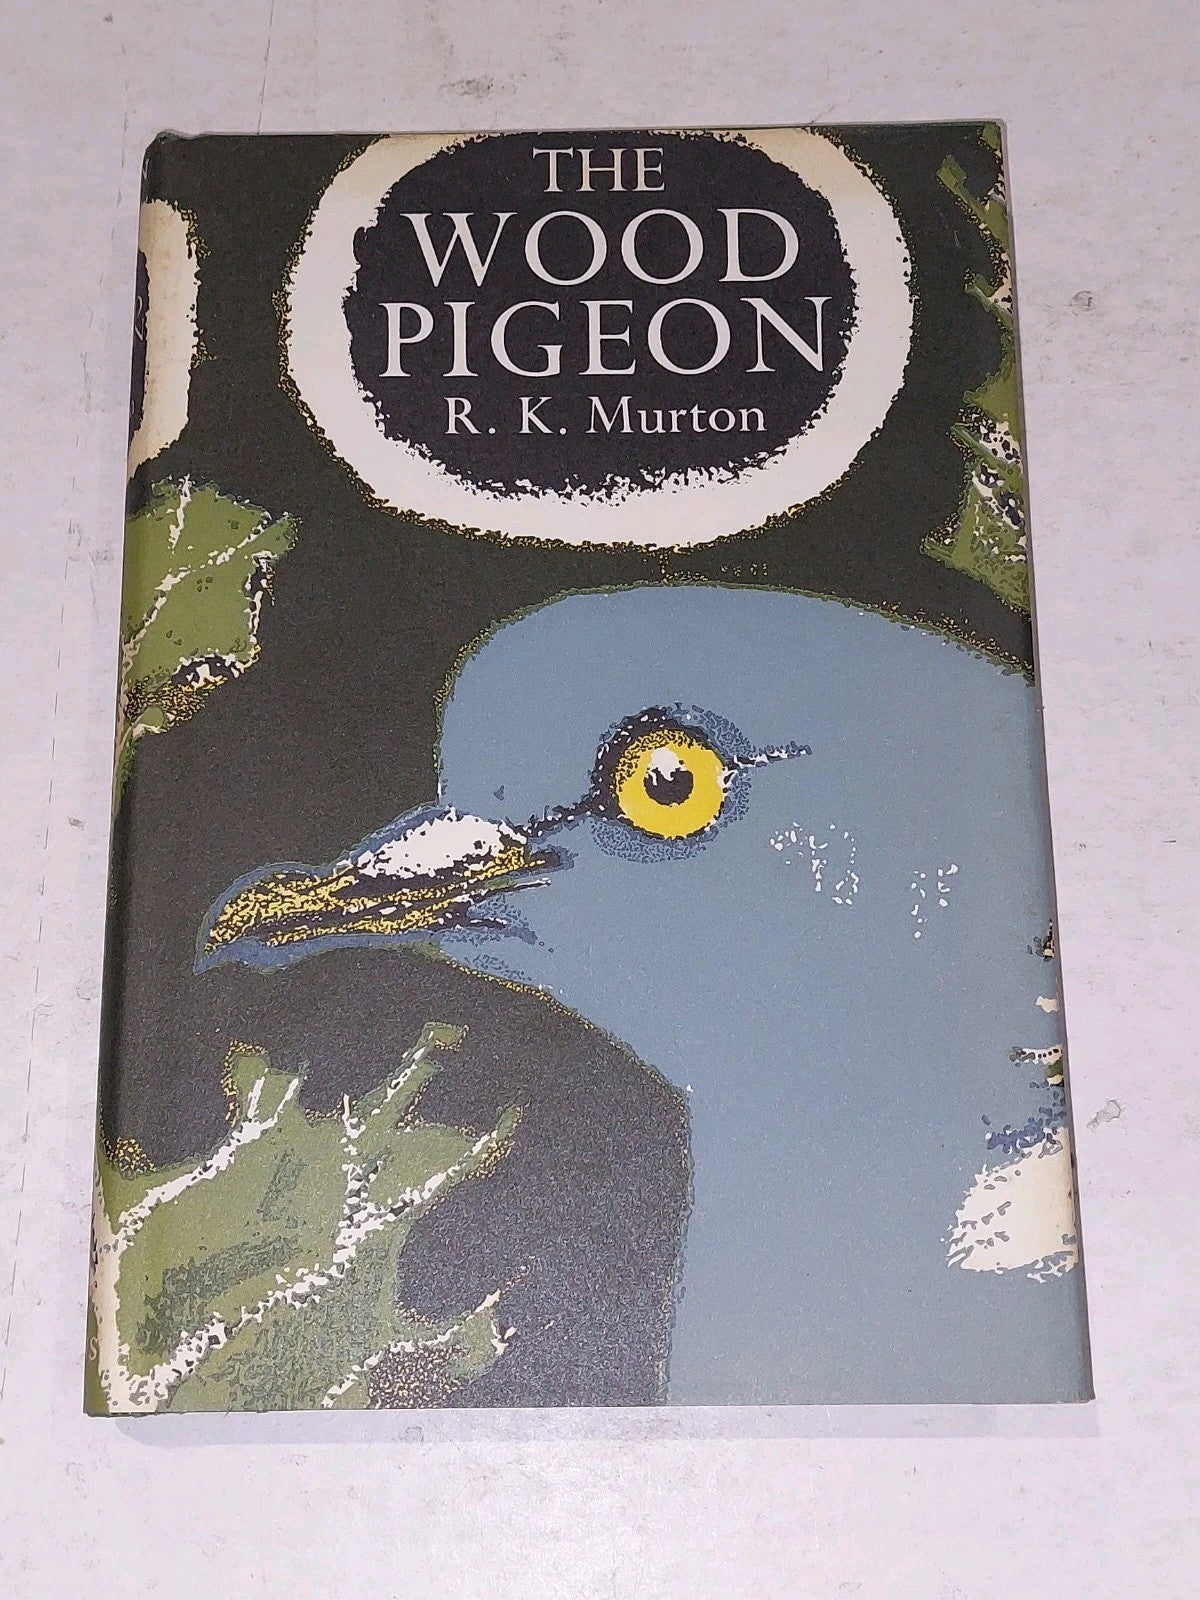 THE
WOOD
PIGEON
R. K. Murton